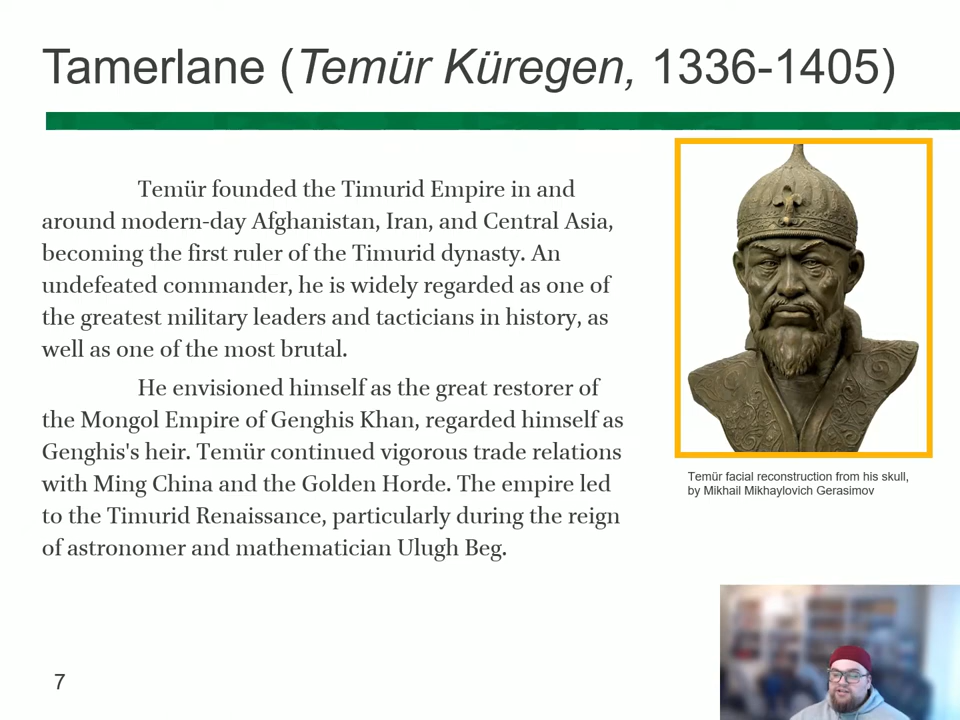 Tamerlane (Temür Küregen, 1336-1405)
Temür founded the Timurid Empire in and
around modern-day Afghanistan, Iran, and Central Asia,
becoming the first ruler of the Timurid dynasty. An
undefeated commander, he is widely regarded as one of
the greatest military leaders and tacticians in history, as
well as one of the most brutal.
He envisioned himself as the great restorer of
the Mongol Empire of Genghis Khan, regarded himself as
Genghis's heir. Temür continued vigorous trade relations
with Ming China and the Golden Horde. The empire led
to the Timurid Renaissance, particularly during the reign
of astronomer and mathematician Ulugh Beg.
Temür facial reconstruction from his skull,
by Mikhail Mikhaylovich Gerasimov
7